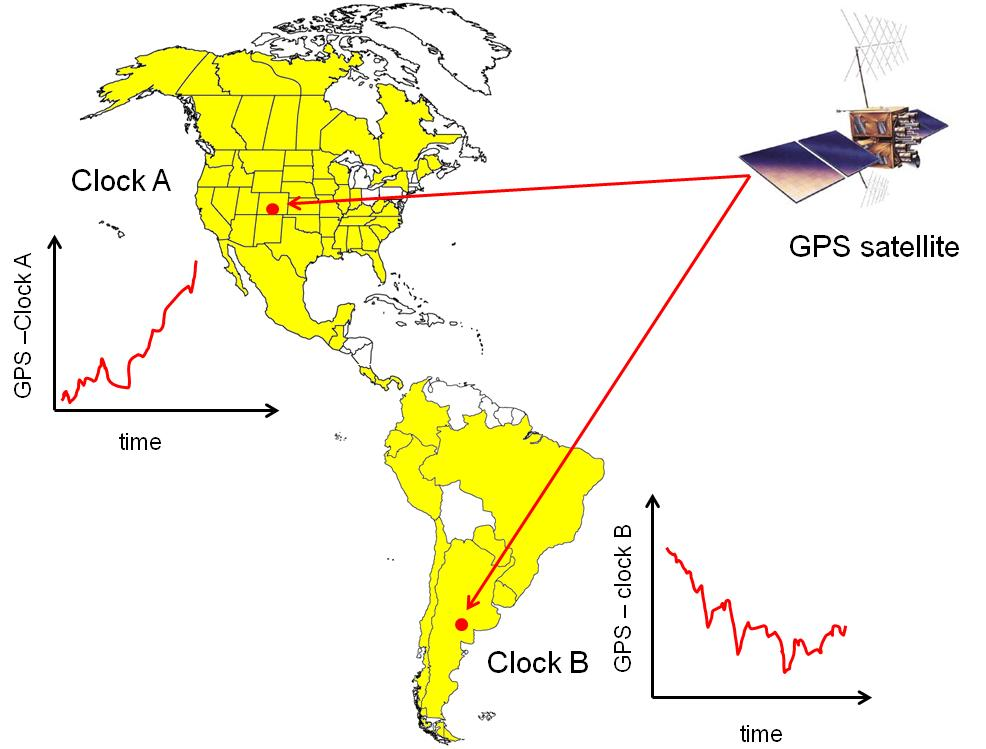 Clock A
GPS satellite
GPS –Clock A
time
GPS – clock B
Clock B
time